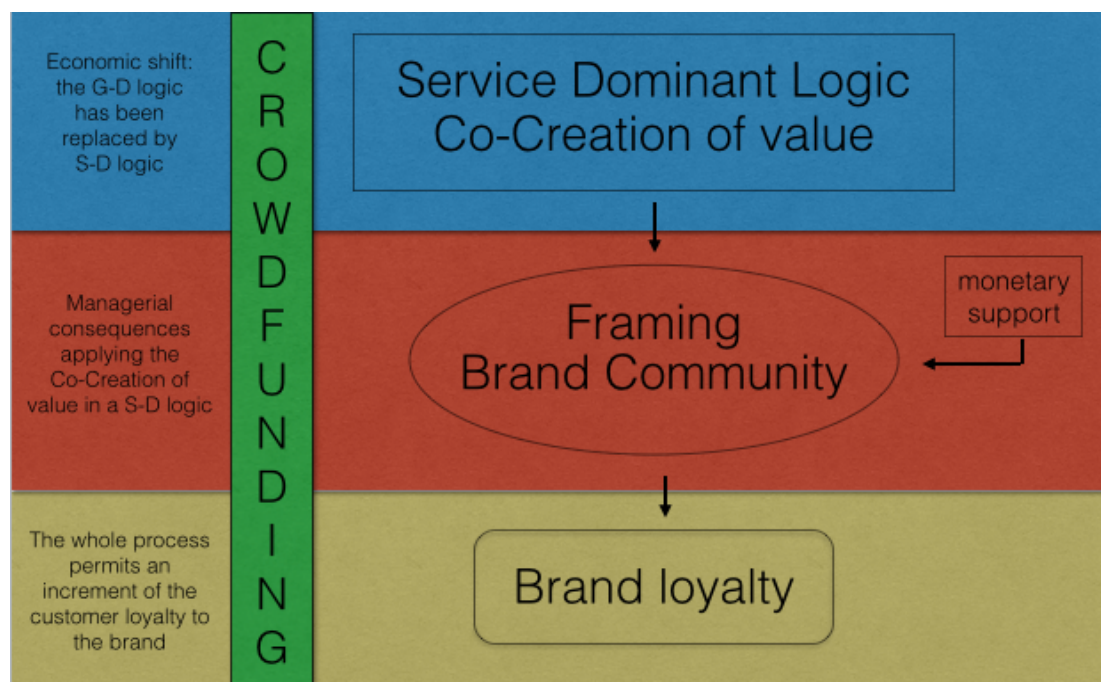 Economic shift:
the G-D logic
has been
replaced by
S-D logic
CROWDFUNDING
Service Dominant Logic
Co-Creation of value
Managerial
consequences
applying the
Co-Creation of
value in a S-D logic
Framing
Brand Community
monetary
support
The whole process
permits an
increment of the
customer loyalty to
the brand
Brand loyalty